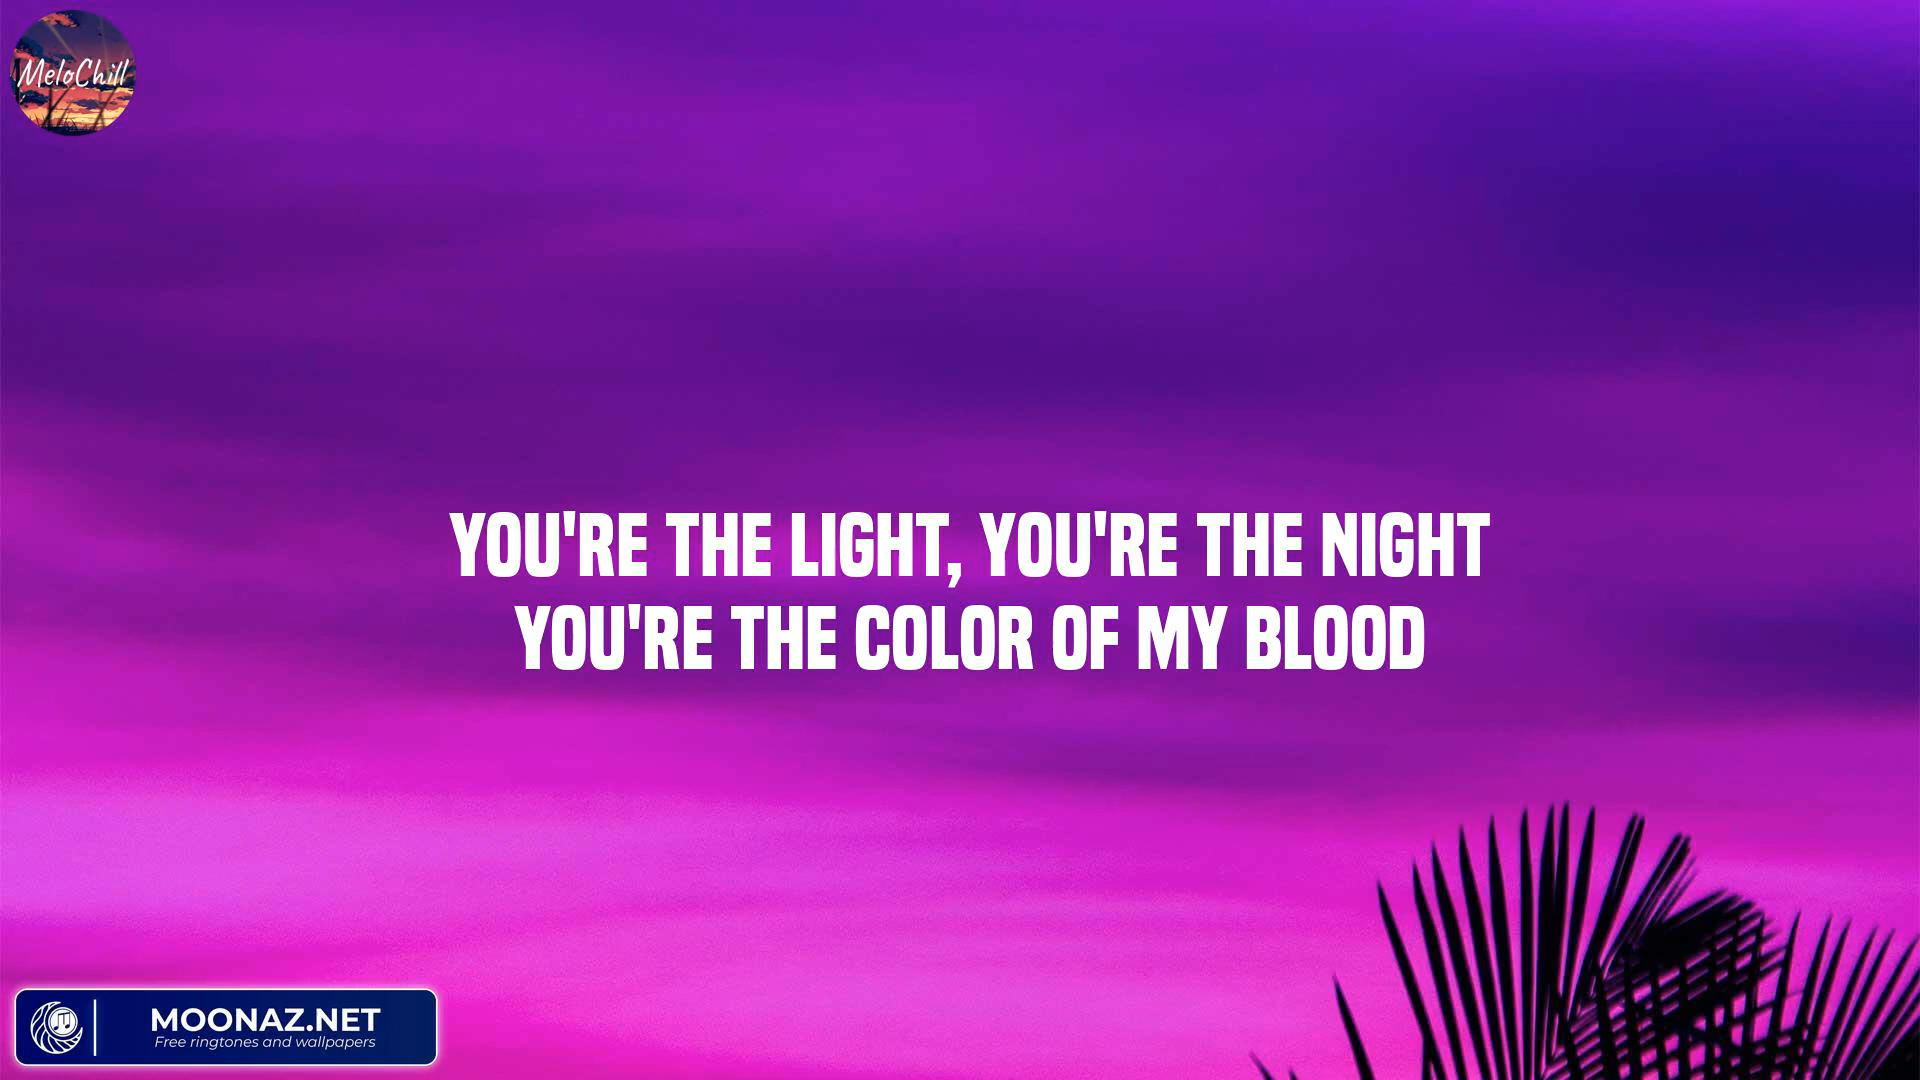 MeloChill
YOU'RE THE LIGHT, YOU'RE THE NIGHT
YOU'RE THE COLOR OF MY BLOOD
MOONAZ.NET
Free ringtones and wallpapers